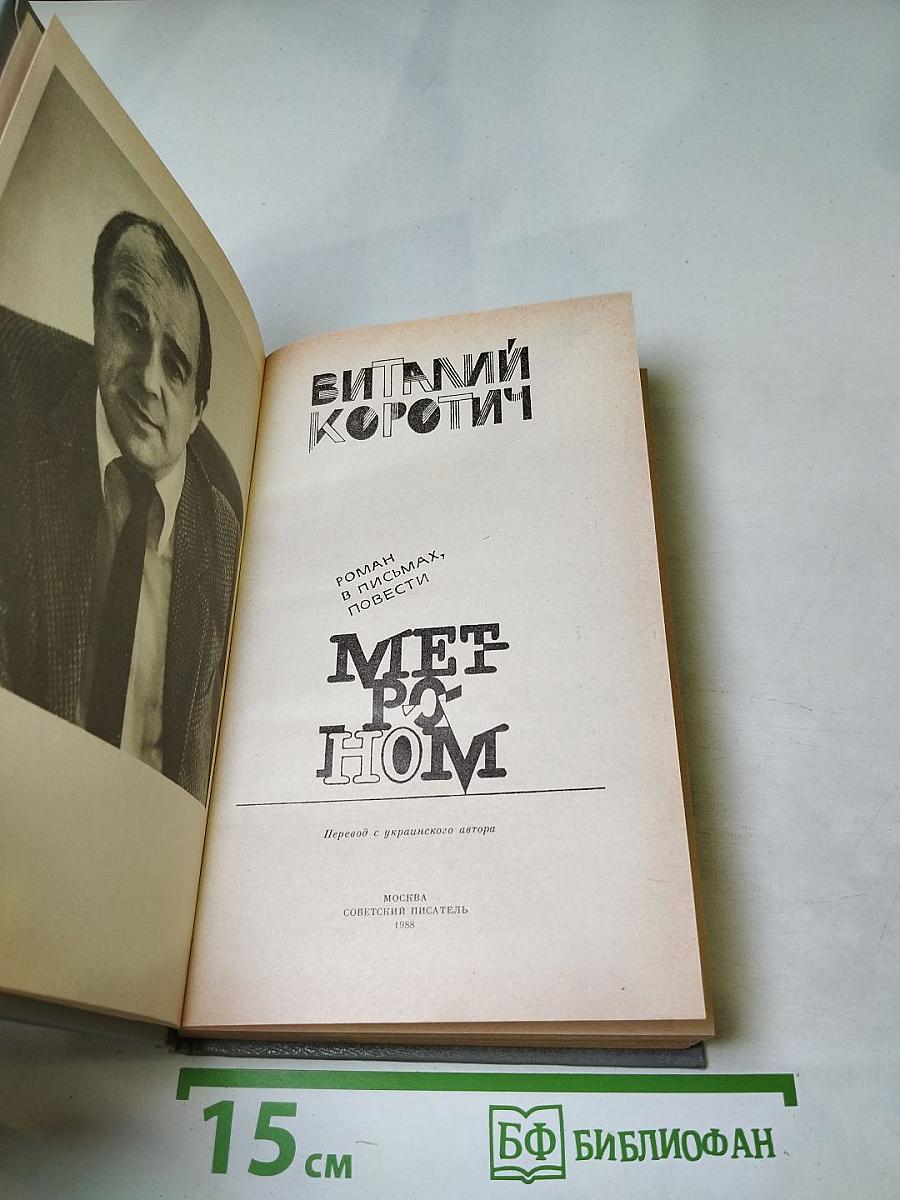 ВИТАЛИЙ
КОРОТИЧ
РОМАН
В ПИСЬМАХ,
ПОВЕСТИ
МЕТ-
РО-
НОМ
Перевод с украинского автора
МОСКВА
СОВЕТСКИЙ ПИСАТЕЛЬ
1988
15 см
БФ БИБЛИОФАН